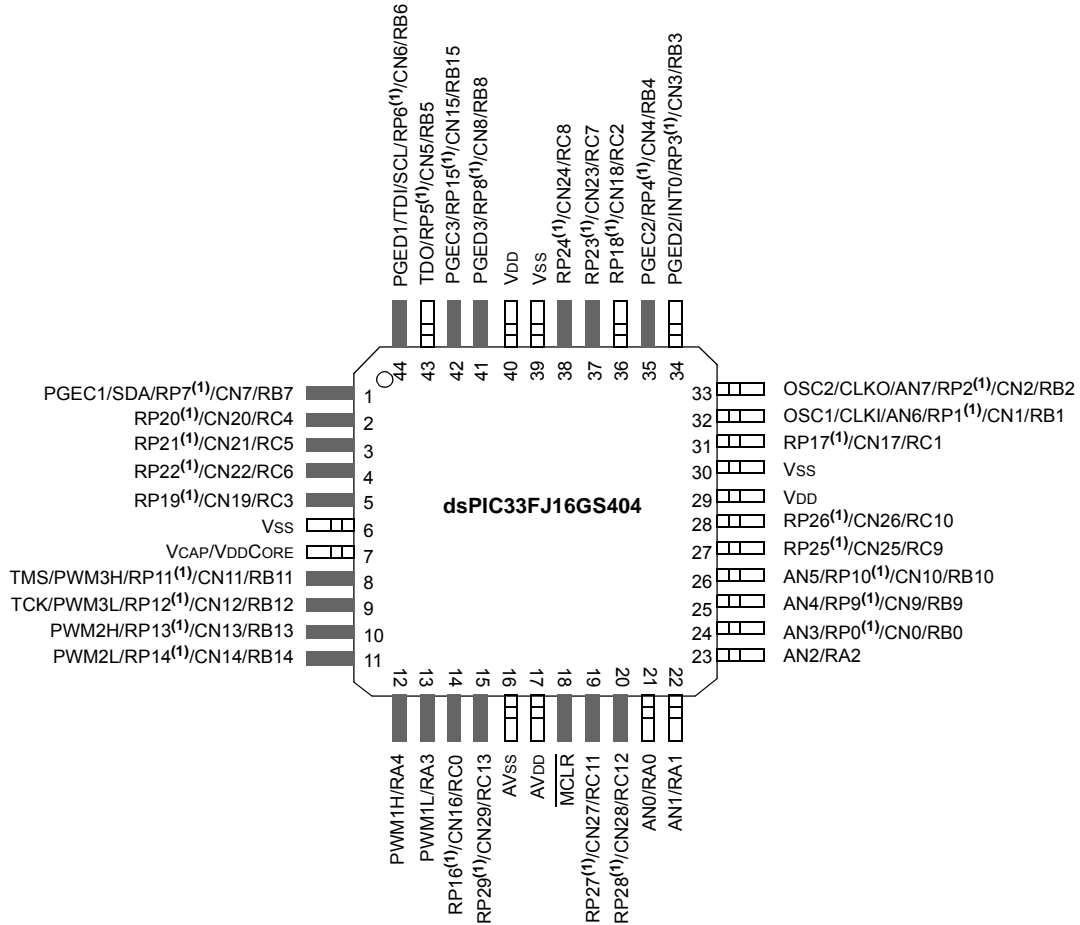 PGED1/TDI/SCL/RP6(1)/CN6/RB6
TDO/RP5(1)/CN5/RB5
PGEC3/RP15(1)/CN15/RB15
PGED3/RP8(1)/CN8/RB8
VDD
VSS
RP24(1)/CN24/RC8
RP23(1)/CN23/RC7
RP18(1)/CN18/RC2
PGEC2/RP4(1)/CN4/RB4
PGED2/INT0/RP3(1)/CN3/RB3
44
43
42
41
40
39
38
37
36
35
34
PGEC1/SDA/RP7(1)/CN7/RB7 1
RP20(1)/CN20/RC4 2
RP21(1)/CN21/RC5 3
RP22(1)/CN22/RC6 4
RP19(1)/CN19/RC3 5
VSS 6
VCAP/VDDCORE 7
TMS/PWM3H/RP11(1)/CN11/RB11 8
TCK/PWM3L/RP12(1)/CN12/RB12 9
PWM2H/RP13(1)/CN13/RB13 10
PWM2L/RP14(1)/CN14/RB14 11
dsPIC33FJ16GS404
33 OSC2/CLKO/AN7/RP2(1)/CN2/RB2
32 OSC1/CLKI/AN6/RP1(1)/CN1/RB1
31 RP17(1)/CN17/RC1
30 VSS
29 VDD
28 RP26(1)/CN26/RC10
27 RP25(1)/CN25/RC9
26 AN5/RP10(1)/CN10/RB10
25 AN4/RP9(1)/CN9/RB9
24 AN3/RP0(1)/CN0/RB0
23 AN2/RA2
12
13
14
15
16
17
18
19
20
21
22
PWM1H/RA4
PWM1L/RA3
RP16(1)/CN16/RC0
RP29(1)/CN29/RC13
AVSS
AVDD
MCLR
RP27(1)/CN27/RC11
RP28(1)/CN28/RC12
AN0/RA0
AN1/RA1